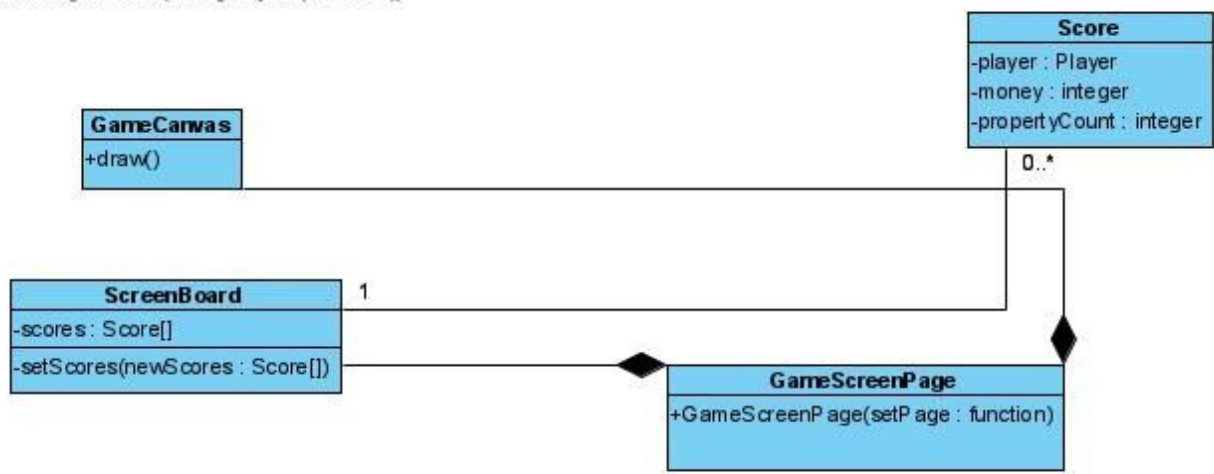 Score
-player : Player
-money : integer
-propertyCount : integer
0..*
GameCanvas
+draw()
ScreenBoard
-scores : Score[]
-setScores(newScores : Score[])
1
GameScreenPage
+GameScreenPage(setPage : function)